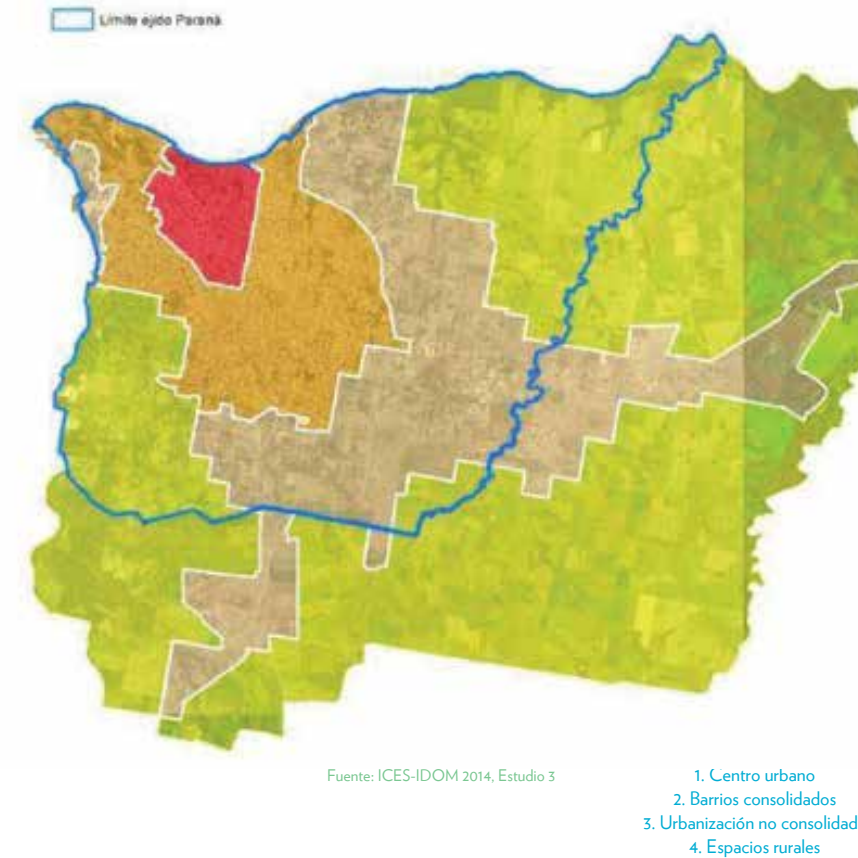 Límite ejido Paraná
Fuente: ICES-IDOM 2014, Estudio 3
1. Centro urbano
2. Barrios consolidados
3. Urbanización no consolidad
4. Espacios rurales